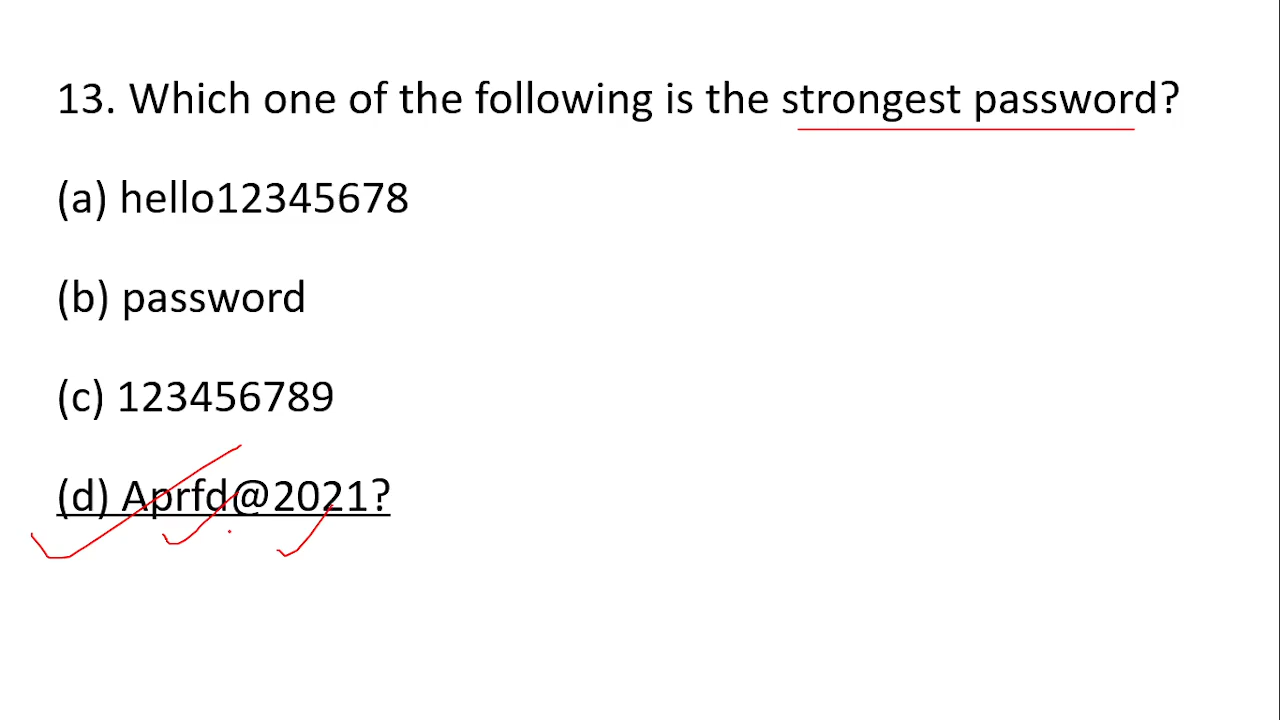 13. Which one of the following is the strongest password?
(a) hello12345678
(b) password
(c) 123456789
(d) Aprfd@2021?